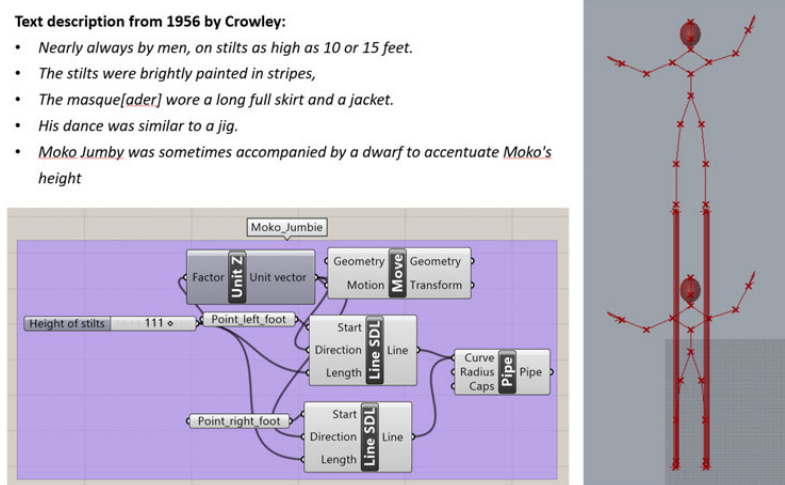 Text description from 1956 by Crowley:
• Nearly always by men, on stilts as high as 10 or 15 feet.
• The stilts were brightly painted in stripes,
• The masque[ader] wore a long full skirt and a jacket.
• His dance was similar to a jig.
• Moko Jumby was sometimes accompanied by a dwarf to accentuate Moko's
height
Moko_Jumbie
Factor
Unit Z
Unit vector
Geometry
Motion
Move
Geometry
Transform
Height of stilts
111
Point_left_foot
Start
Direction
Length
Line SDL
Line
Curve
Radius
Caps
Pipe
Pipe
Point_right_foot
Start
Direction
Length
Line SDL
Line